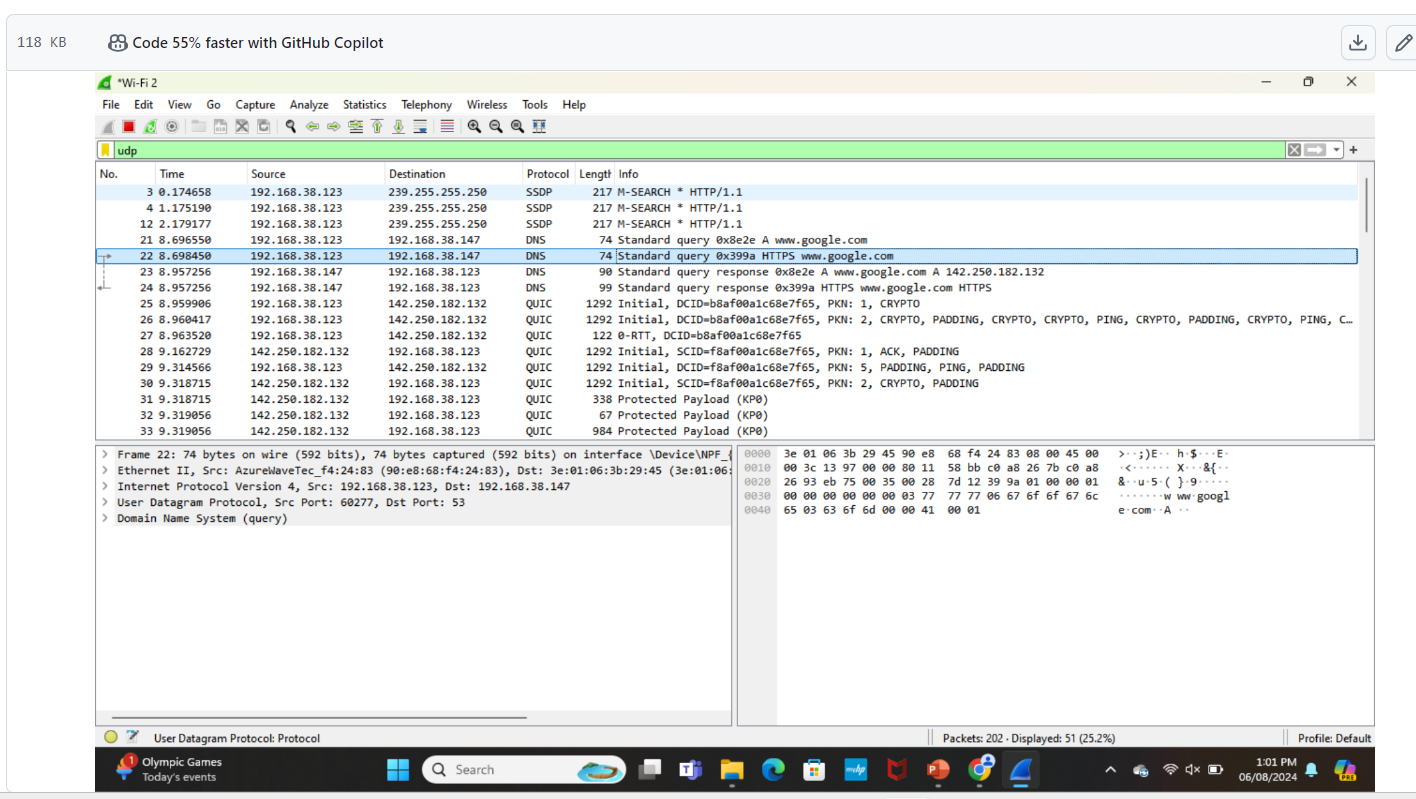 118 KB Code 55% faster with GitHub Copilot
*Wi-Fi 2
File Edit View Go Capture Analyze Statistics Telephony Wireless Tools Help
udp
No. Time Source Destination Protocol Length Info
3 0.174658 192.168.38.123 239.255.255.250 SSDP 217 M-SEARCH * HTTP/1.1
4 1.175190 192.168.38.123 239.255.255.250 SSDP 217 M-SEARCH * HTTP/1.1
12 2.179177 192.168.38.123 239.255.255.250 SSDP 217 M-SEARCH * HTTP/1.1
21 8.696550 192.168.38.123 192.168.38.147 DNS 74 Standard query 0x8e2e A www.google.com
22 8.698450 192.168.38.123 192.168.38.147 DNS 74 Standard query 0x399a HTTPS www.google.com
23 8.957256 192.168.38.147 192.168.38.123 DNS 90 Standard query response 0x8e2e A www.google.com A 142.250.182.132
24 8.957256 192.168.38.147 192.168.38.123 DNS 99 Standard query response 0x399a HTTPS www.google.com HTTPS
25 8.959906 192.168.38.123 142.250.182.132 QUIC 1292 Initial, DCID=b8af00a1c68e7f65, PKN: 1, CRYPTO
26 8.960417 192.168.38.123 142.250.182.132 QUIC 1292 Initial, DCID=b8af00a1c68e7f65, PKN: 2, CRYPTO, PADDING, CRYPTO, CRYPTO, PING, CRYPTO, PADDING, CRYPTO, PING, C…
27 8.963520 192.168.38.123 142.250.182.132 QUIC 122 0-RTT, DCID=b8af00a1c68e7f65
28 9.162729 142.250.182.132 192.168.38.123 QUIC 1292 Initial, SCID=f8af00a1c68e7f65, PKN: 1, ACK, PADDING
29 9.314566 192.168.38.123 142.250.182.132 QUIC 1292 Initial, DCID=f8af00a1c68e7f65, PKN: 5, PADDING, PING, PADDING
30 9.318715 142.250.182.132 192.168.38.123 QUIC 1292 Initial, SCID=f8af00a1c68e7f65, PKN: 2, CRYPTO, PADDING
31 9.318715 142.250.182.132 192.168.38.123 QUIC 338 Protected Payload (KP0)
32 9.319056 142.250.182.132 192.168.38.123 QUIC 67 Protected Payload (KP0)
33 9.319056 142.250.182.132 192.168.38.123 QUIC 984 Protected Payload (KP0)
Frame 22: 74 bytes on wire (592 bits), 74 bytes captured (592 bits) on interface \Device\NPF_{
Ethernet II, Src: AzureWaveTec_f4:24:83 (90:e8:68:f4:24:83), Dst: 3e:01:06:3b:29:45 (3e:01:06:
Internet Protocol Version 4, Src: 192.168.38.123, Dst: 192.168.38.147
User Datagram Protocol, Src Port: 60277, Dst Port: 53
Domain Name System (query)
0000 3e 01 06 3b 29 45 90 e8 68 f4 24 83 08 00 45 00 >··;)E·· h·$···E·
0010 00 3c 13 97 00 00 80 11 58 bb c0 a8 26 7b c0 a8 ·<······ X···&{··
0020 26 93 eb 75 00 35 00 28 7d 12 39 9a 01 00 00 01 &··u·5·( }·9·····
0030 00 00 00 00 00 00 03 77 77 77 06 67 6f 6f 67 6c ·······w ww·googl
0040 65 03 63 6f 6d 00 00 41 00 01 e·com··A ··
User Datagram Protocol: Protocol Packets: 202 · Displayed: 51 (25.2%) Profile: Default
1 Olympic Games
Today's events
Search
myhp
PRE
1:01 PM
06/08/2024